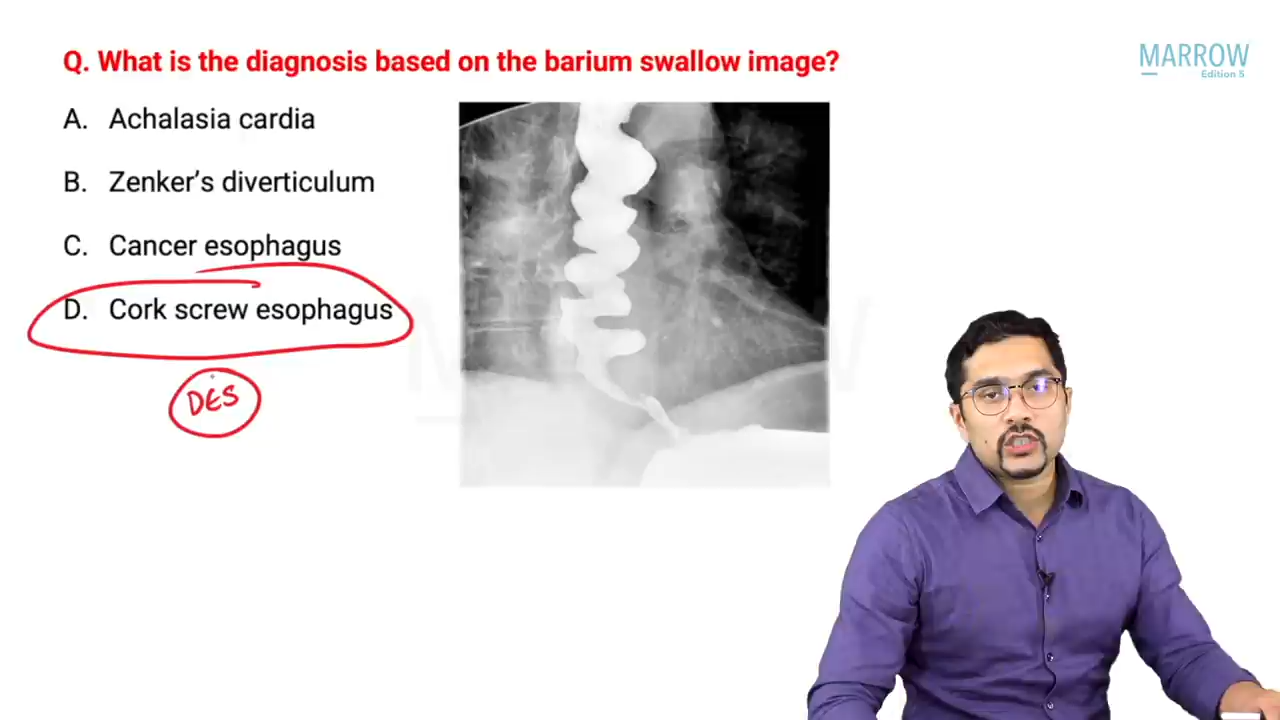 Q. What is the diagnosis based on the barium swallow image?
MARROW
Edition 5
A. Achalasia cardia
B. Zenker’s diverticulum
C. Cancer esophagus
D. Cork screw esophagus
DES
MARROW